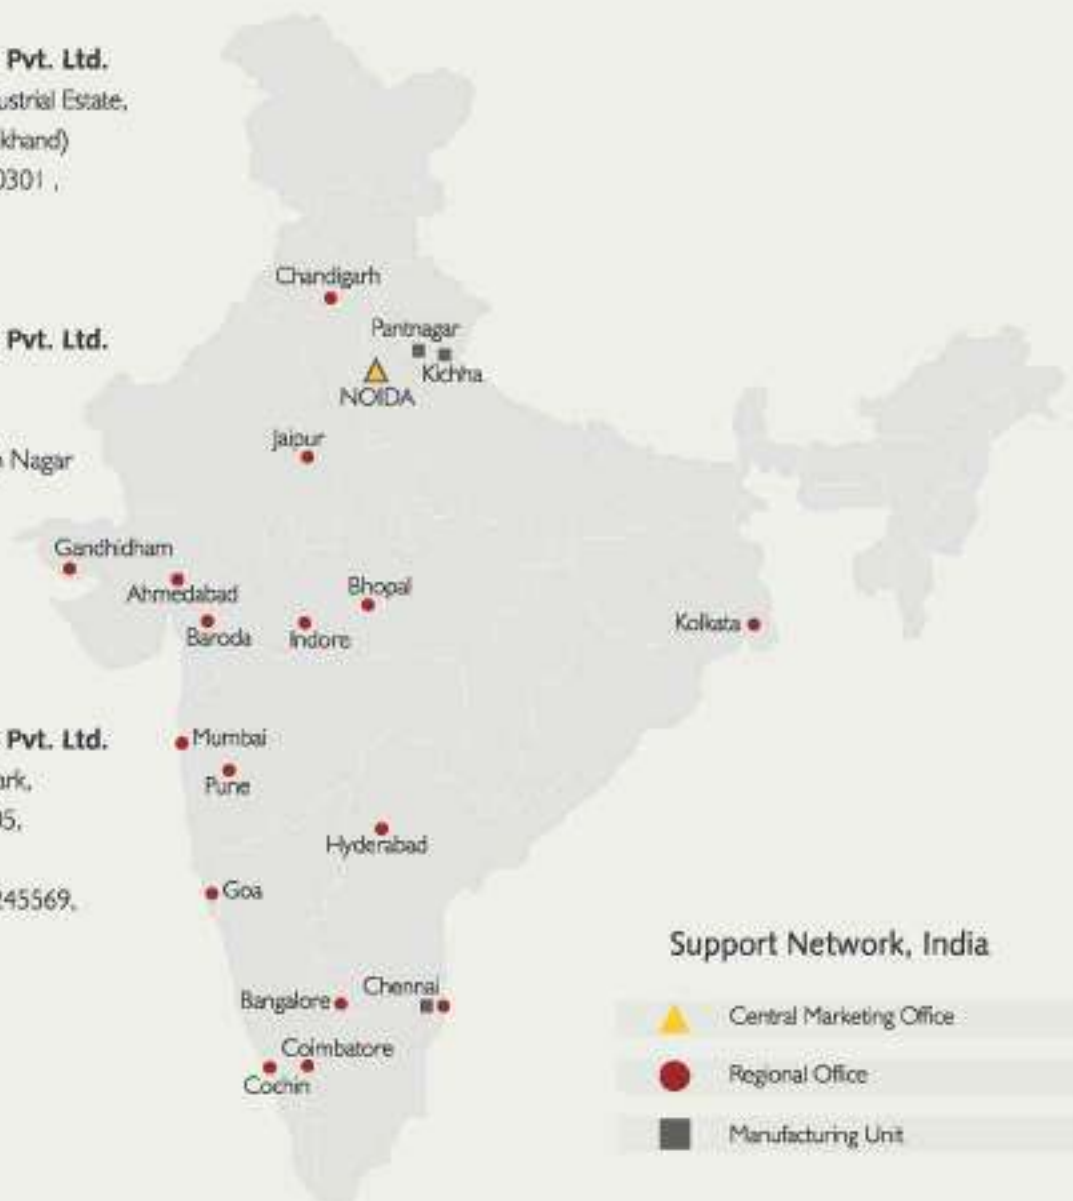 Pvt. Ltd.
ustrial Estate,
khand)
0301 ,
Pvt. Ltd.
Nagar
Pvt. Ltd.
ark,
05,
245569,
Chandigarh
Pantnagar
Kichha
NOIDA
Jaipur
Gandhidham
Ahmedabad
Baroda
Indore
Bhopal
Kolkata
Mumbai
Pune
Hyderabad
Goa
Bangalore
Chennai
Coimbatore
Cochin
Support Network, India
Central Marketing Office
Regional Office
Manufacturing Unit